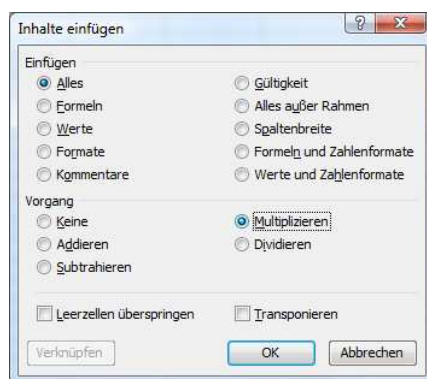 Inhalte einfügen
Einfügen
Alles
Gültigkeit
Formeln
Alles außer Rahmen
Werte
Spaltenbreite
Formate
Formeln und Zahlenformate
Kommentare
Werte und Zahlenformate
Vorgang
Keine
Multiplizieren
Addieren
Dividieren
Subtrahieren
Leerzellen überspringen
Transponieren
Verknüpfen
OK
Abbrechen